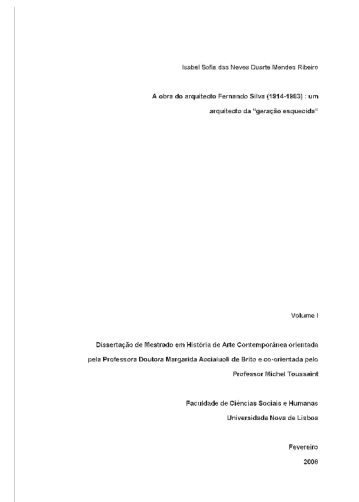 Isabel Sofia das Neves Duarte Mendes Ribeiro
A obra do arquitecto Fernando Silva (1914-1983) : um
arquitecto da "geração esquecida"
Volume I
Dissertação de Mestrado em História de Arte Contemporânea orientada
pela Professora Doutora Margarida Acciaiuoli de Brito e co-orientada pelo
Professor Michel Toussaint
Faculdade de Ciências Sociais e Humanas
Universidade Nova de Lisboa
Fevereiro